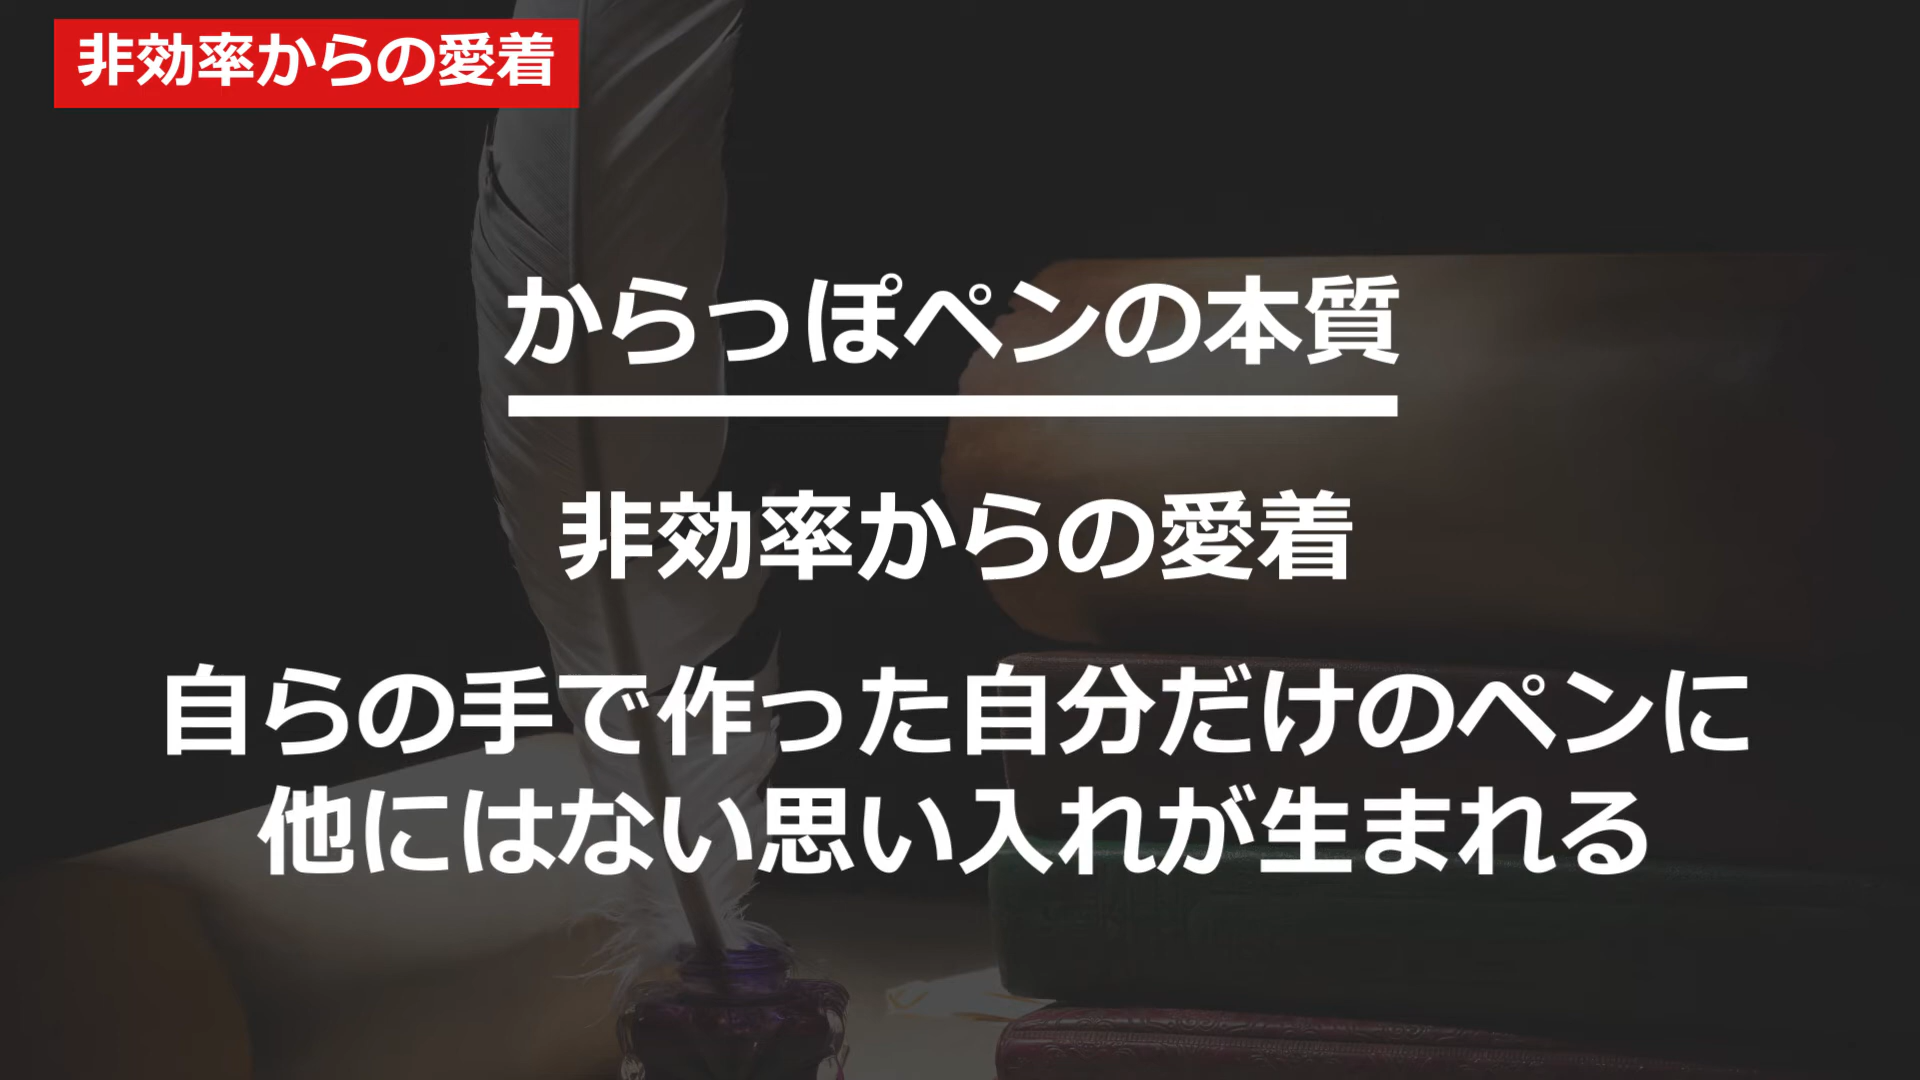 非効率からの愛着
からっぽペンの本質
非効率からの愛着
自らの手で作った自分だけのペンに
他にはない思い入れが生まれる